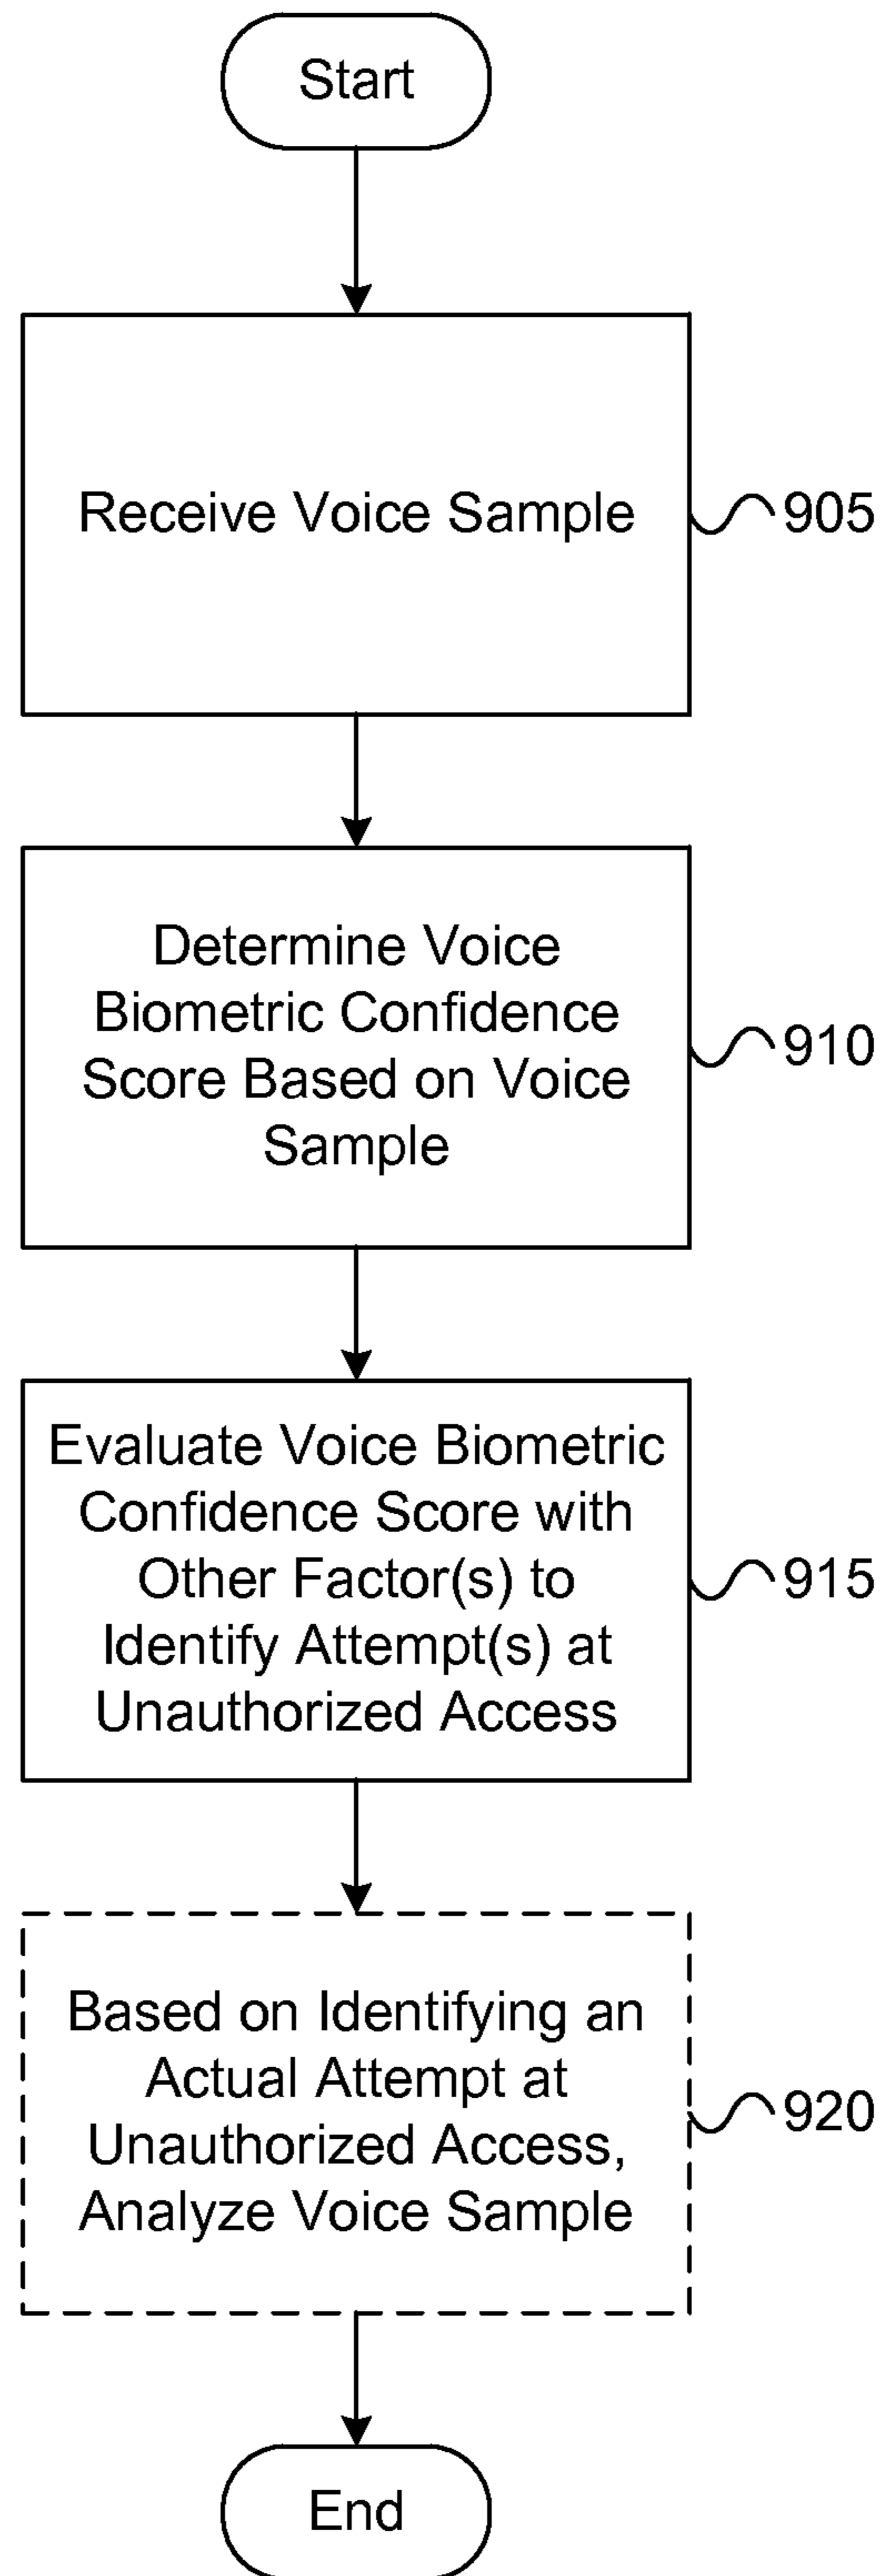 Start
Receive Voice Sample
905
Determine Voice
Biometric Confidence
Score Based on Voice
Sample
910
Evaluate Voice Biometric
Confidence Score with
Other Factor(s) to
Identify Attempt(s) at
Unauthorized Access
915
Based on Identifying an
Actual Attempt at
Unauthorized Access,
Analyze Voice Sample
920
End